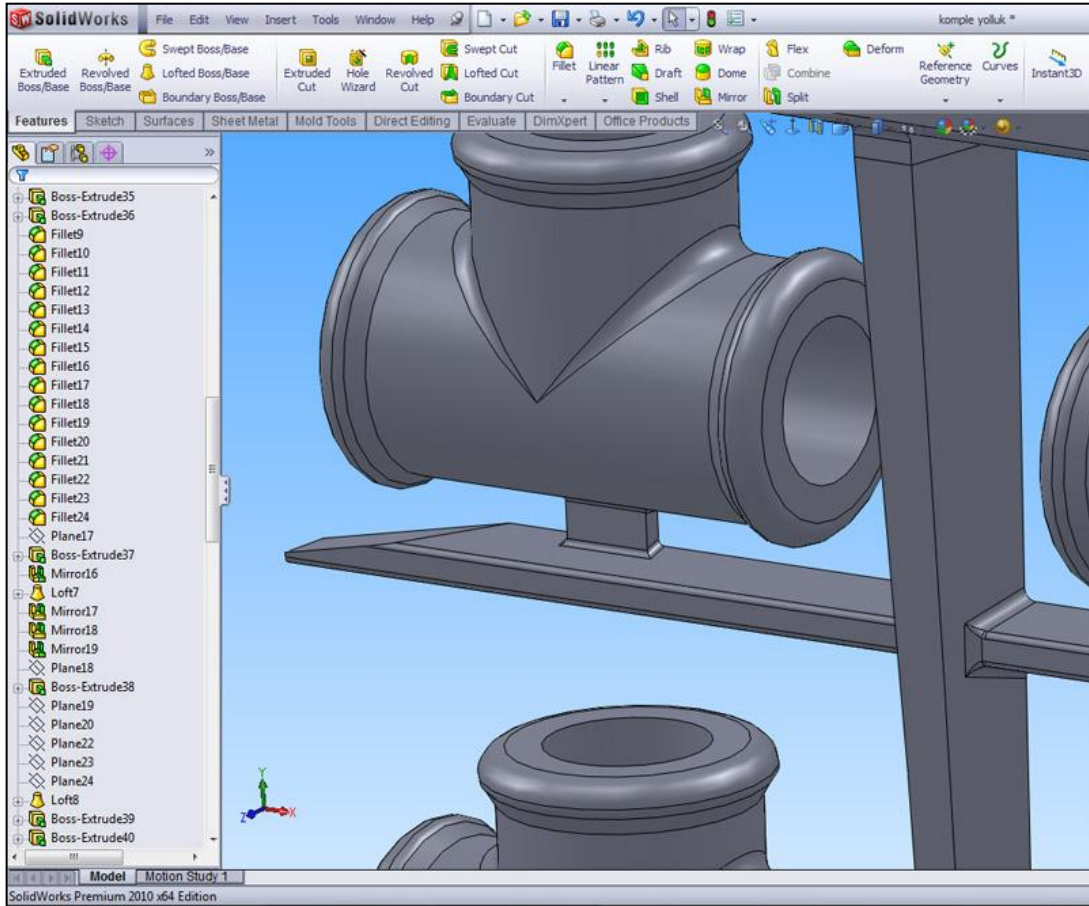 SolidWorks File Edit View Insert Tools Window Help komple yolluk *
Extruded Boss/Base
Revolved Boss/Base
Swept Boss/Base
Lofted Boss/Base
Boundary Boss/Base
Extruded Cut
Hole Wizard
Revolved Cut
Swept Cut
Lofted Cut
Boundary Cut
Fillet
Linear Pattern
Rib
Draft
Shell
Wrap
Dome
Mirror
Flex
Combine
Split
Deform
Reference Geometry
Curves
Instant3D
Features Sketch Surfaces Sheet Metal Mold Tools Direct Editing Evaluate DimXpert Office Products
Boss-Extrude35
Boss-Extrude36
Fillet9
Fillet10
Fillet11
Fillet12
Fillet13
Fillet14
Fillet15
Fillet16
Fillet17
Fillet18
Fillet19
Fillet20
Fillet21
Fillet22
Fillet23
Fillet24
Plane17
Boss-Extrude37
Mirror16
Loft7
Mirror17
Mirror18
Mirror19
Plane18
Boss-Extrude38
Plane19
Plane20
Plane22
Plane23
Plane24
Loft8
Boss-Extrude39
Boss-Extrude40
Y
Z X
Model Motion Study 1
SolidWorks Premium 2010 x64 Edition